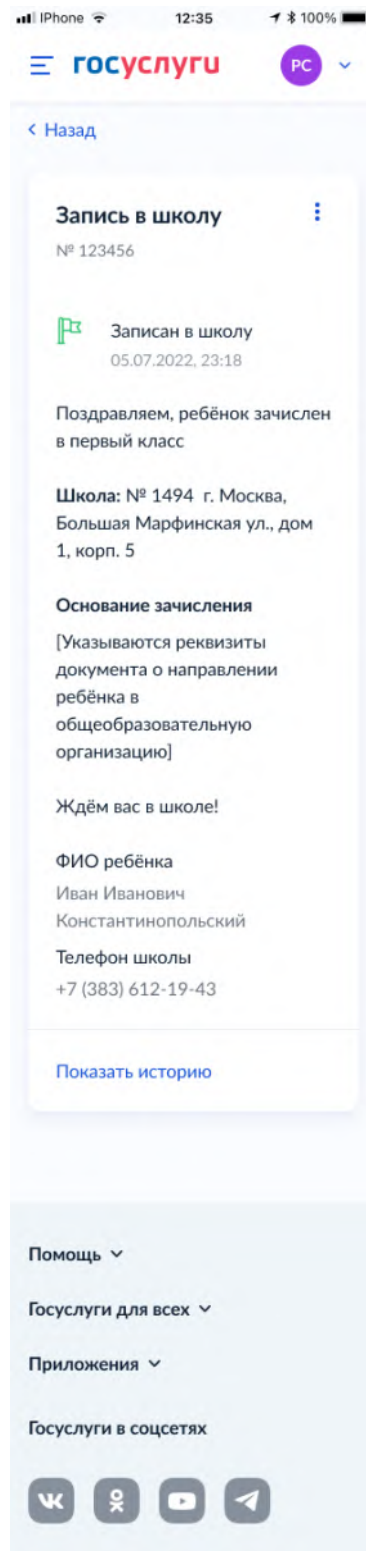 IPhone 12:35 100%
госуслуги РС
Назад
Запись в школу
№ 123456
Записан в школу
05.07.2022, 23:18
Поздравляем, ребёнок зачислен
в первый класс
Школа: № 1494 г. Москва,
Большая Марфинская ул., дом
1, корп. 5
Основание зачисления
[Указываются реквизиты
документа о направлении
ребёнка в
общеобразовательную
организацию]
Ждём вас в школе!
ФИО ребёнка
Иван Иванович
Константинопольский
Телефон школы
+7 (383) 612-19-43
Показать историю
Помощь
Госуслуги для всех
Приложения
Госуслуги в соцсетях